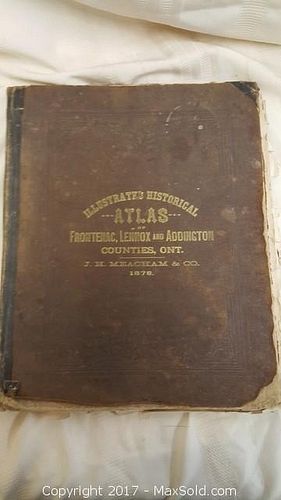 ILLUSTRATED HISTORICAL
ATLAS
OF
FRONTENAC, LENNOX AND ADDINGTON
COUNTIES, ONT.
J. H. MEACHAM & CO.
1878.
Copyright 2017 - MaxSold.com